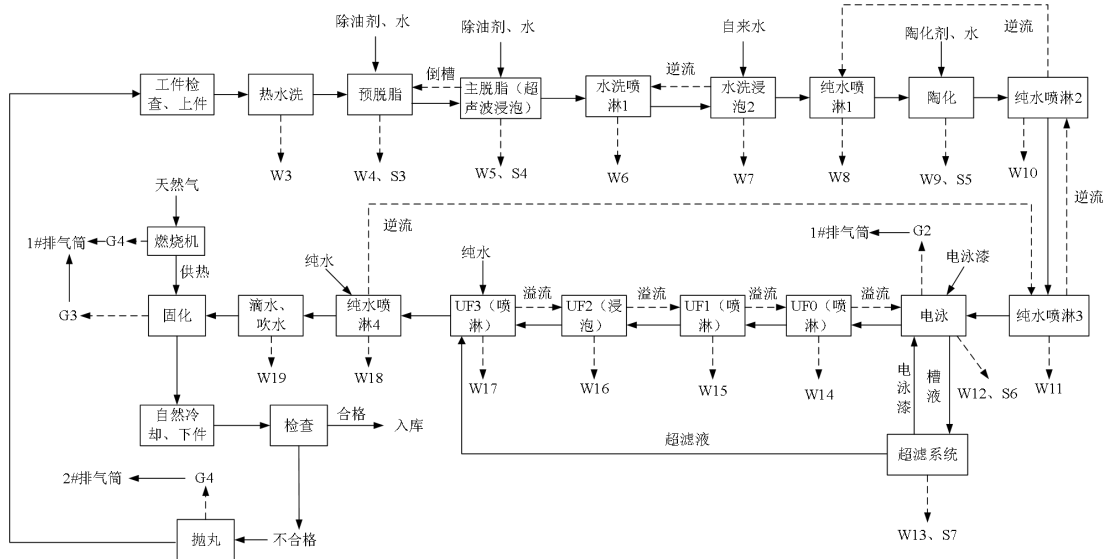 除油剂、水
除油剂、水
自来水
陶化剂、水
逆流
倒槽
逆流
工件检
查、上件
热水洗
预脱脂
主脱脂（超
声波浸泡）
水洗喷
淋1
水洗浸
泡2
纯水喷
淋1
陶化
纯水喷淋2
W3
W4、S3
W5、S4
W6
W7
W8
W9、S5
W10
逆流
天然气
逆流
1#排气筒
G4
燃烧机
供热
纯水
纯水
1#排气筒
G2
电泳漆
G3
固化
滴水、
吹水
纯水喷
淋4
UF3（喷
淋）
溢流
UF2（浸
泡）
溢流
UF1（喷
淋）
溢流
UF0（喷
淋）
溢流
电泳
纯水喷淋3
W19
W18
W17
W16
W15
W14
电泳漆
槽液
W12、S6
W11
自然冷
却、下件
检查
合格
入库
超滤液
超滤系统
2#排气筒
G4
抛丸
不合格
W13、S7